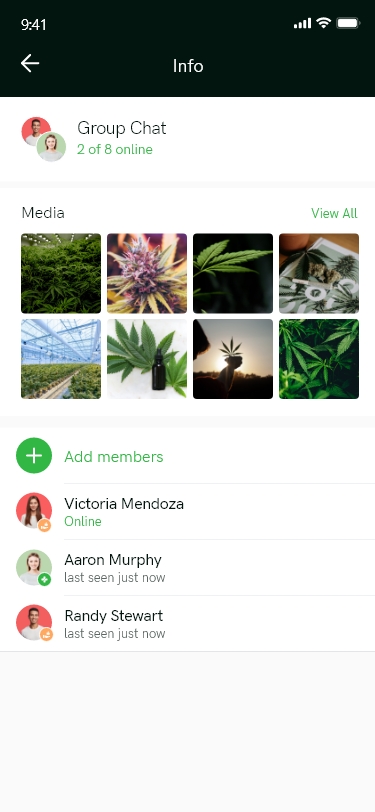 9:41
Info
Group Chat
2 of 8 online
Media
View All
Add members
Victoria Mendoza
Online
Aaron Murphy
last seen just now
Randy Stewart
last seen just now